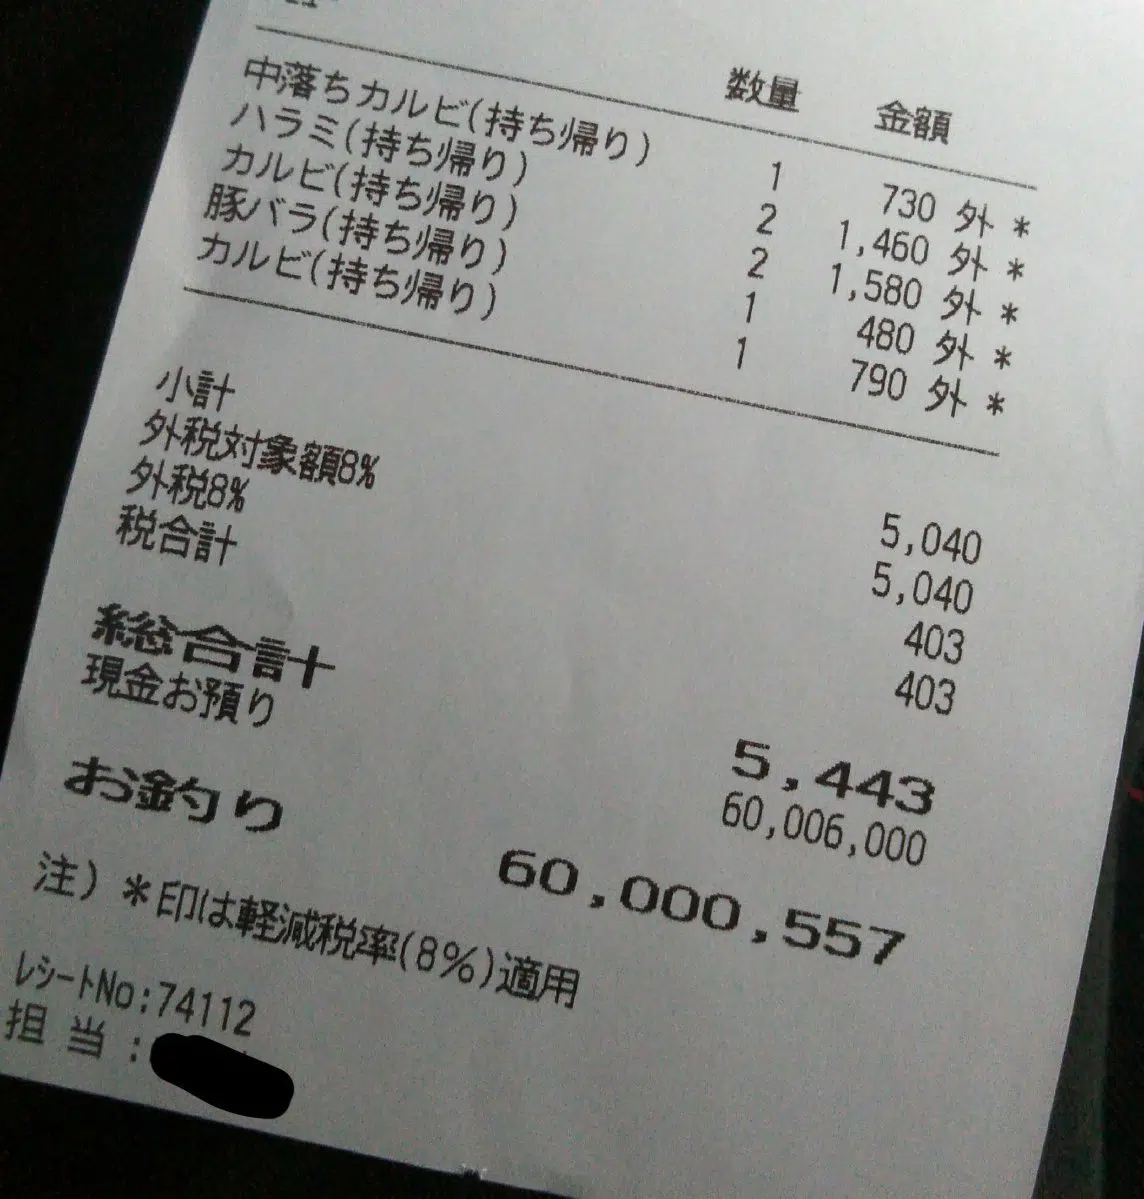 数量 金額
中落ちカルビ(持ち帰り) 1 730 外 *
ハラミ(持ち帰り) 2 1,460 外 *
カルビ(持ち帰り) 2 1,580 外 *
豚バラ(持ち帰り) 1 480 外 *
カルビ(持ち帰り) 1 790 外 *
小計 5,040
外税対象額8% 5,040
外税8% 403
税合計 403
総合計 5,443
現金お預り 60,006,000
お釣り 60,000,557
注) *印は軽減税率(8%)適用
レシートNo:74112
担当: